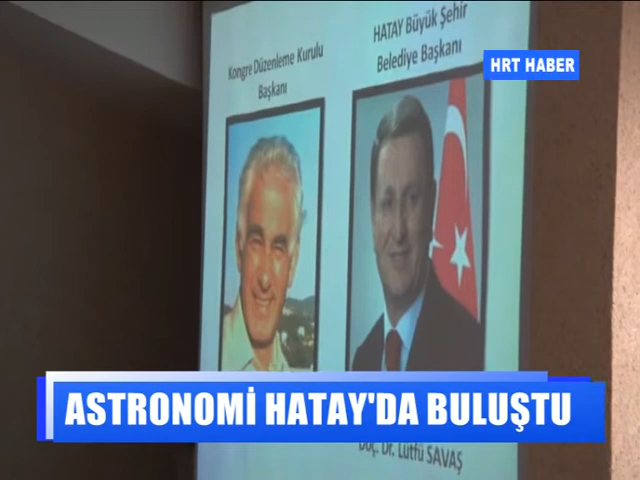 HATAY Büyük Şehir
Belediye Başkanı
Kongre Düzenleme Kurulu
Başkanı
HRT HABER
ASTRONOMİ HATAY'DA BULUŞTU
Doç. Dr. Lütfü SAVAŞ